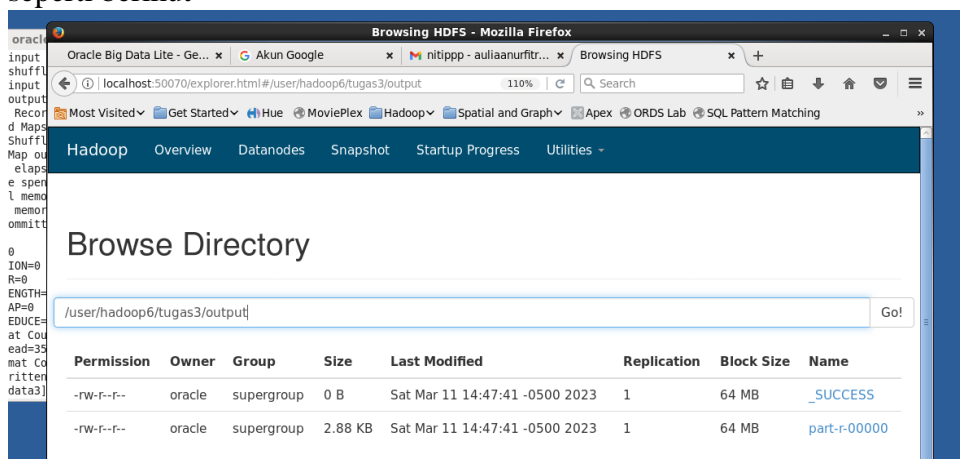 seperti berikut
oracle
Browsing HDFS - Mozilla Firefox
Oracle Big Data Lite - Ge... × G Akun Google × nitippp - auliaanurfitr... × Browsing HDFS × +
localhost:50070/explorer.html#/user/hadoop6/tugas3/output 110% Search
Most Visited Get Started Hue MoviePlex Hadoop Spatial and Graph Apex ORDS Lab SQL Pattern Matching »
Hadoop Overview Datanodes Snapshot Startup Progress Utilities
Browse Directory
/user/hadoop6/tugas3/output Go!
Permission Owner Group Size Last Modified Replication Block Size Name
-rw-r--r-- oracle supergroup 0 B Sat Mar 11 14:47:41 -0500 2023 1 64 MB _SUCCESS
-rw-r--r-- oracle supergroup 2.88 KB Sat Mar 11 14:47:41 -0500 2023 1 64 MB part-r-00000
input
shuffl
input
output
Recor
d Maps
Shuffl
Map ou
elaps
e spen
l memo
memor
ommitt
0
ION=0
R=0
ENGTH=
AP=0
EDUCE=
at Cou
ead=35
mat Co
ritten
data3]